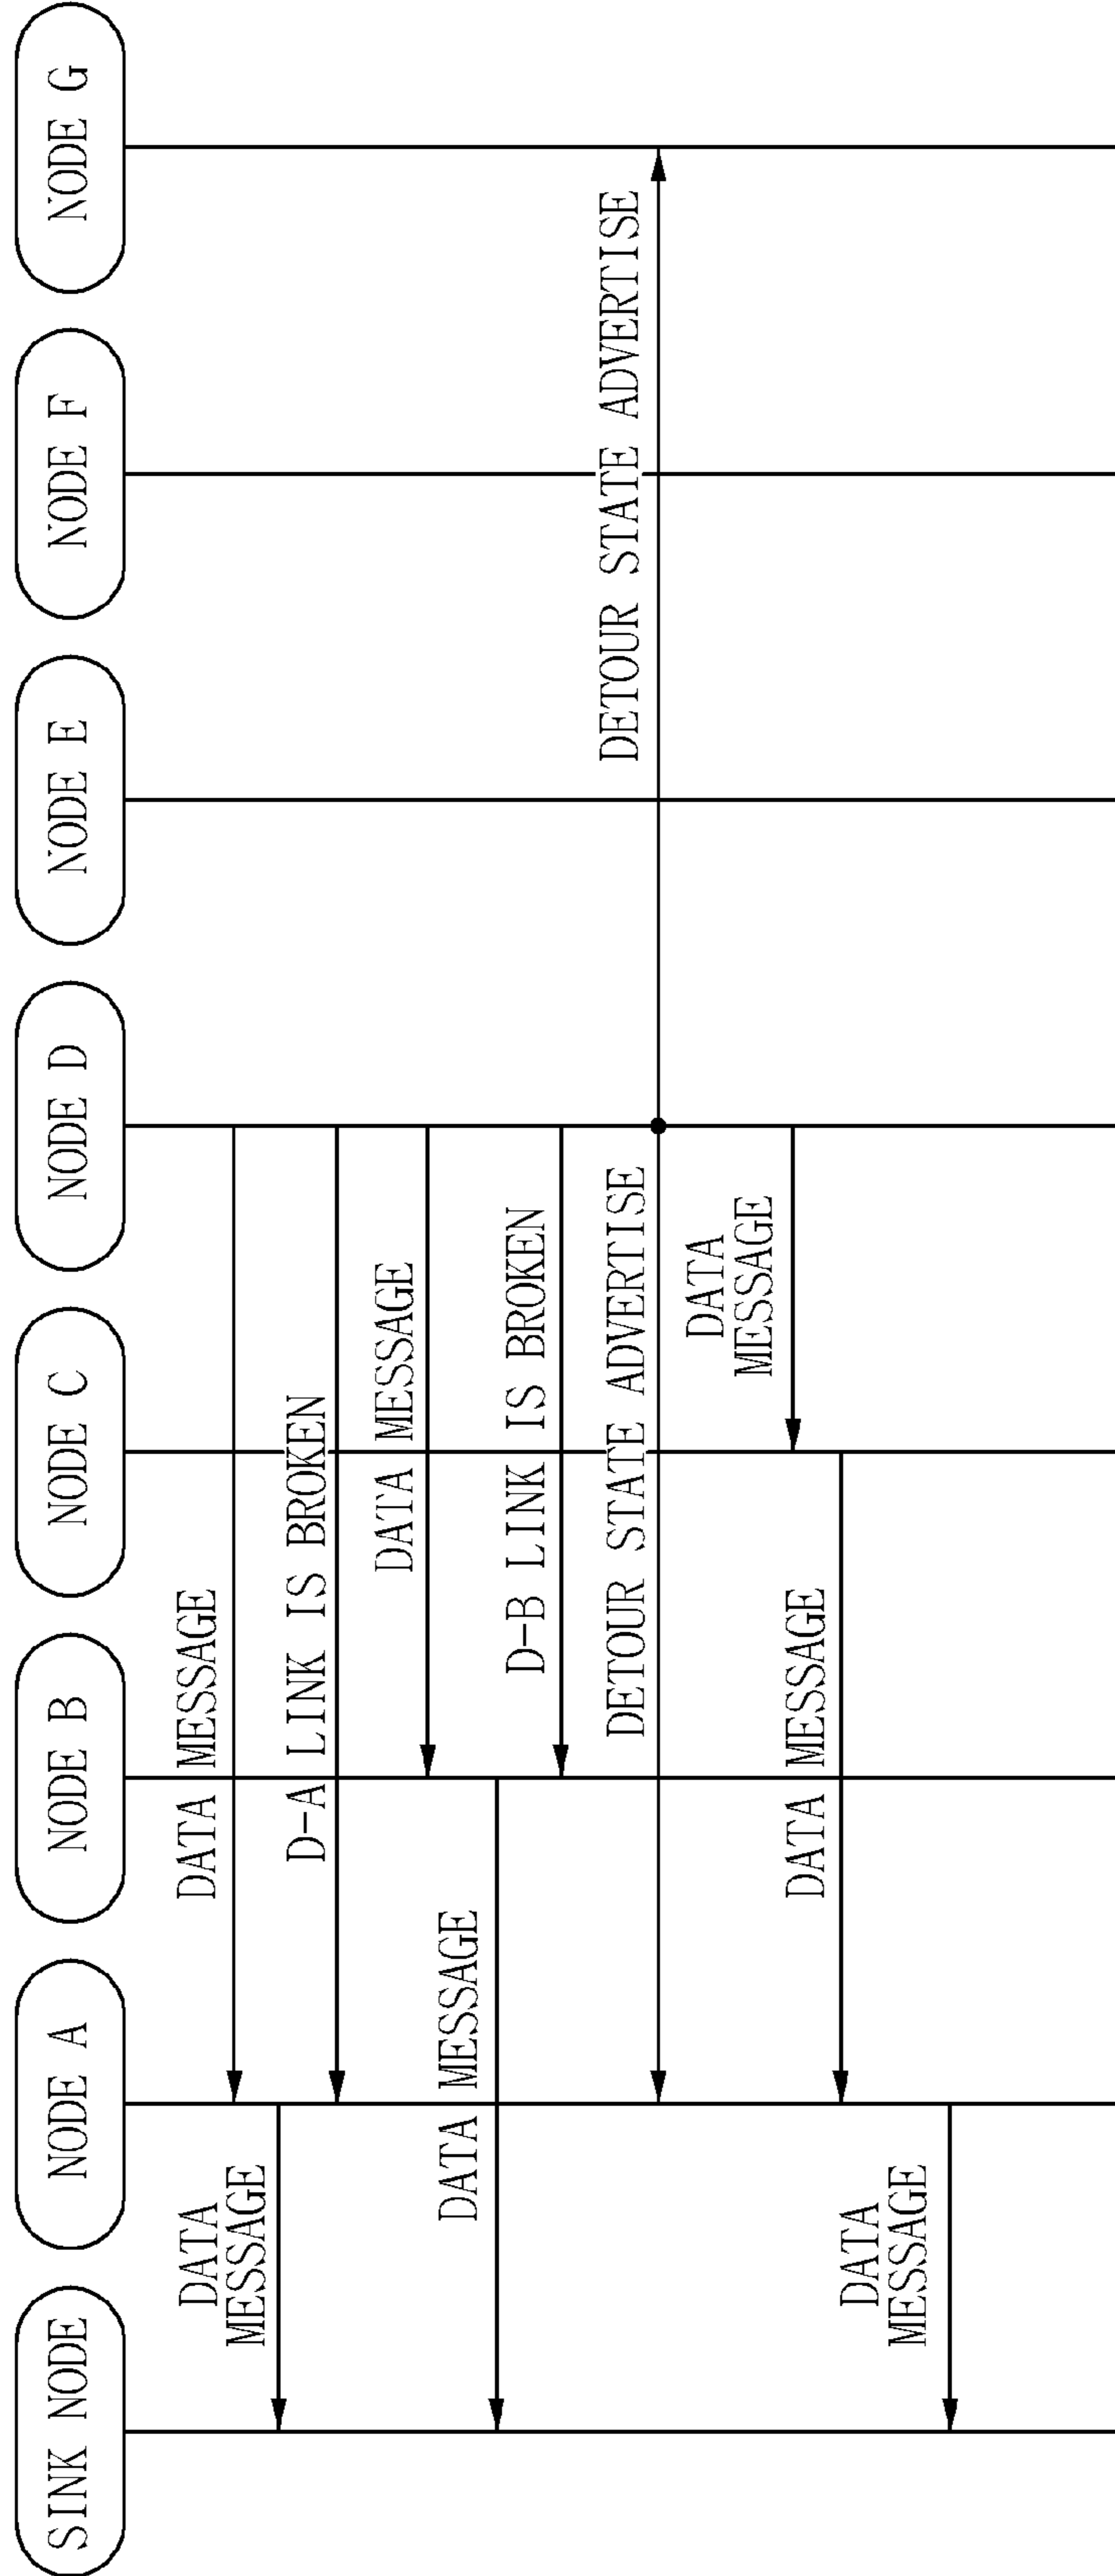 SINK NODE
NODE A
NODE B
NODE C
NODE D
NODE E
NODE F
NODE G
DATA MESSAGE
DATA
MESSAGE
D-A LINK IS BROKEN
DATA MESSAGE
DATA MESSAGE
D-B LINK IS BROKEN
DETOUR STATE ADVERTISE
DETOUR STATE ADVERTISE
DATA
MESSAGE
DATA MESSAGE
DATA
MESSAGE